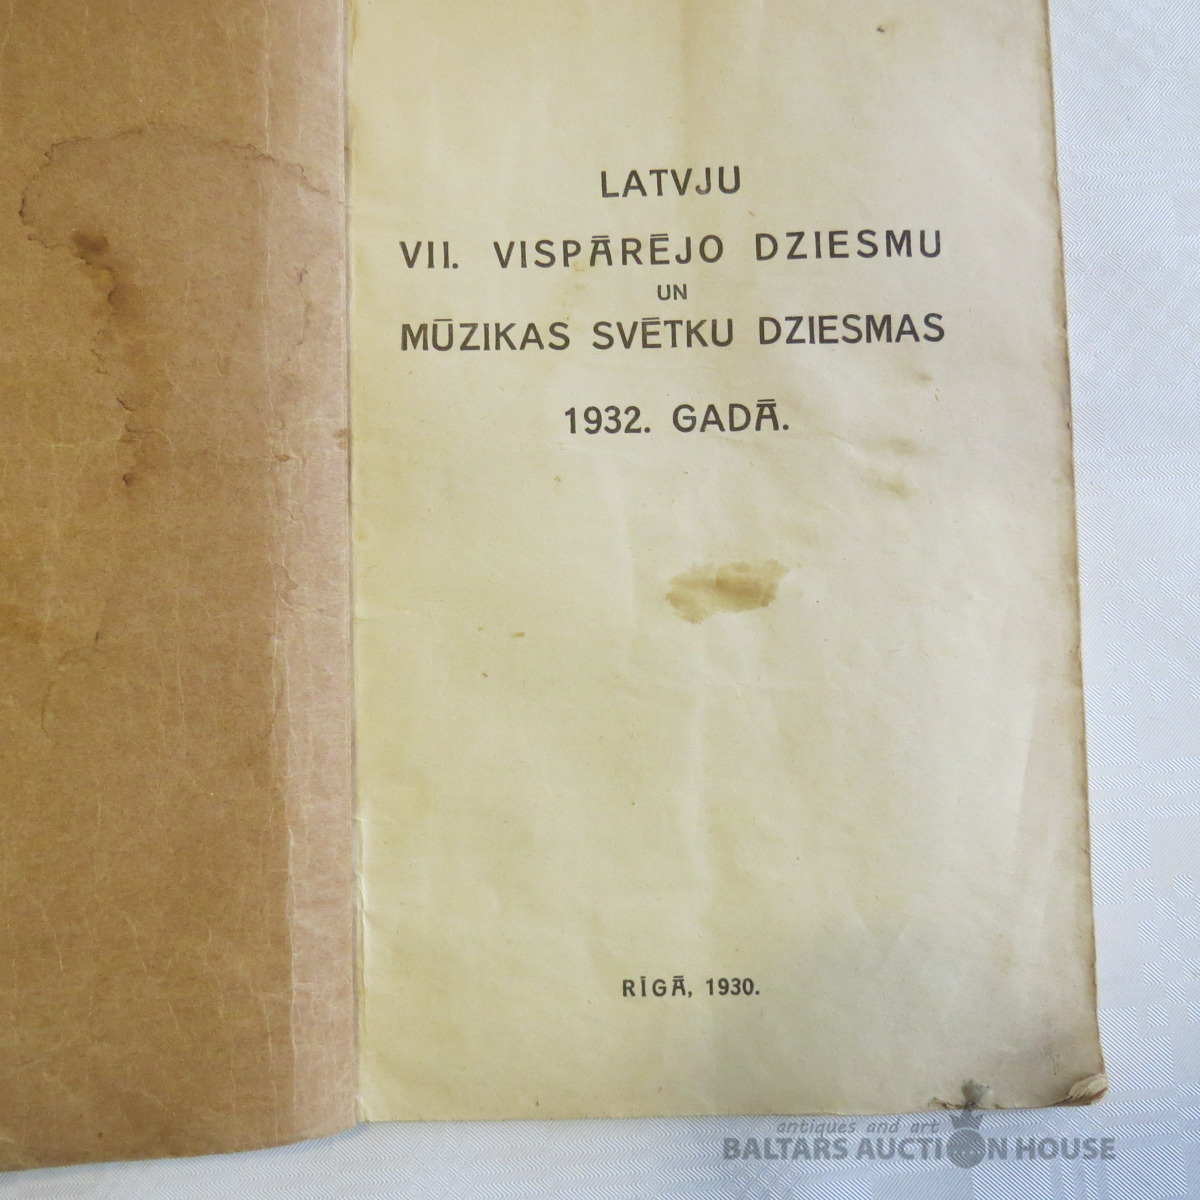 LATVJU
VII. VISPĀRĒJO DZIESMU
UN
MŪZIKAS SVĒTKU DZIESMAS
1932. GADĀ.
RĪGĀ, 1930.
antiques and art
BALTARS AUCTION HOUSE